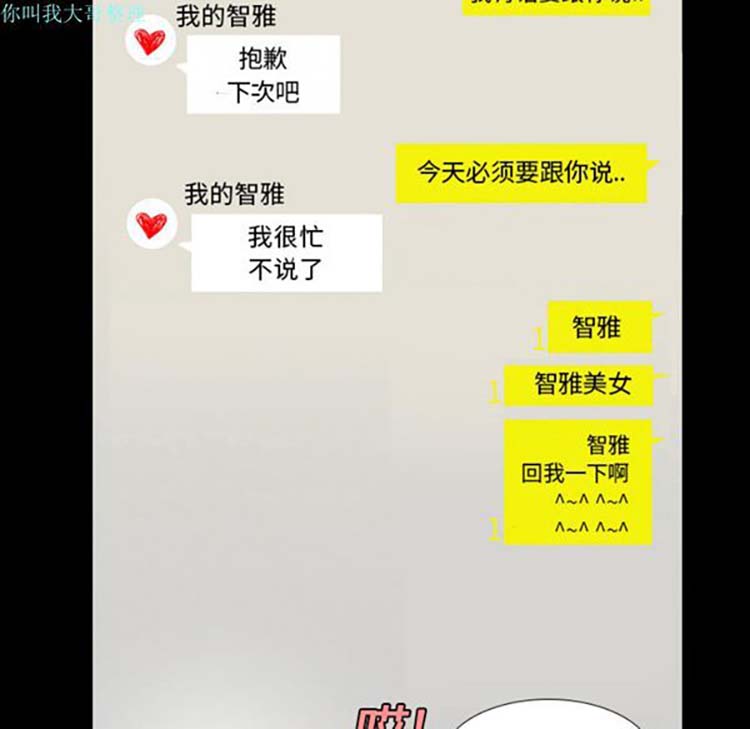 你叫我大哥整理
我的智雅
抱歉
下次吧
今天必须要跟你说..
我的智雅
我很忙
不说了
智雅
1
智雅美女
1
智雅
回我一下啊
^~^ ^~^
^~^ ^~^
1